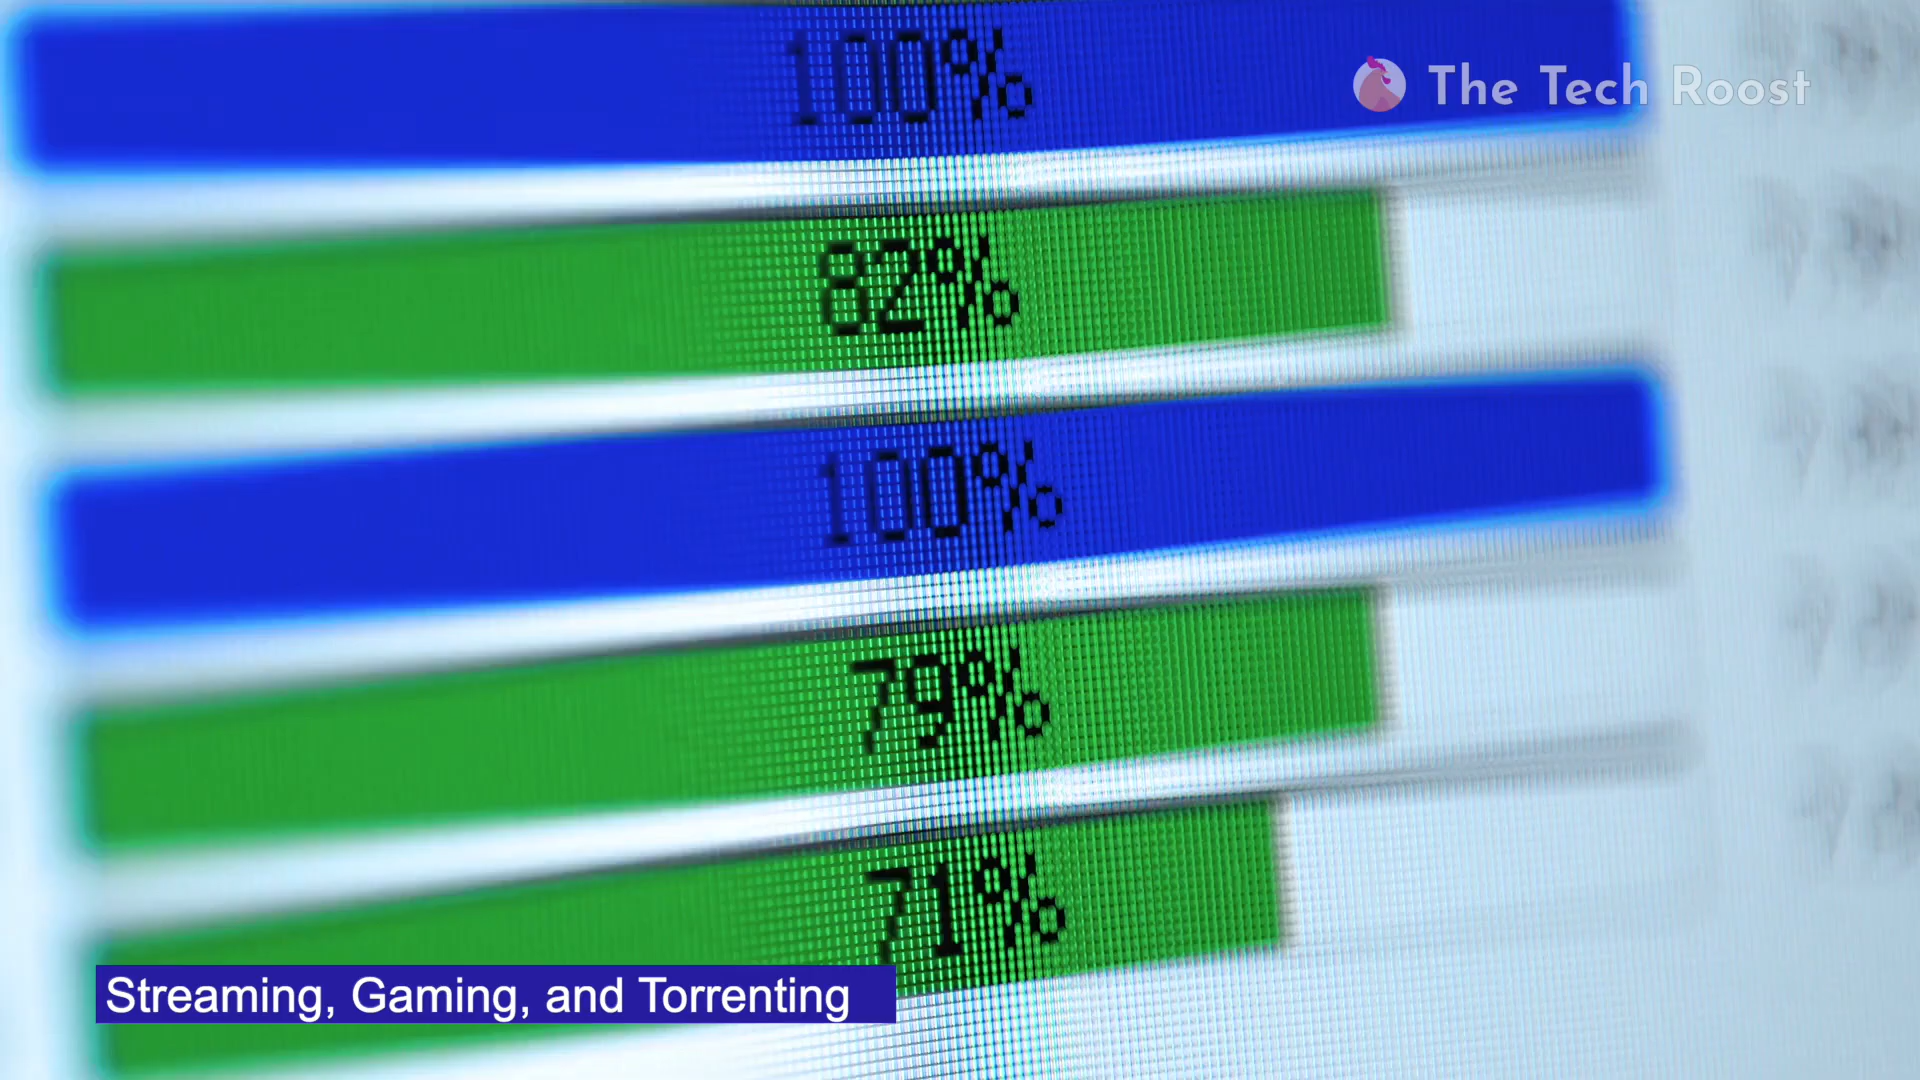 100%
The Tech Roost
82%
100%
79%
71%
Streaming, Gaming, and Torrenting